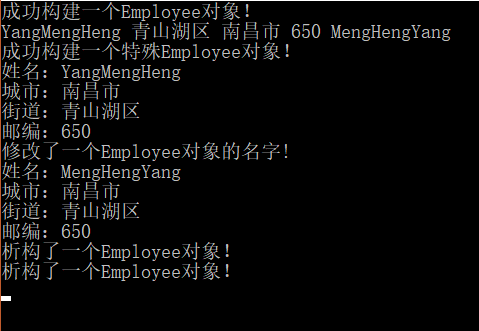 成功构建一个Employee对象!
YangMengHeng 青山湖区 南昌市 650 MengHengYang
成功构建一个特殊Employee对象!
姓名: YangMengHeng
城市: 南昌市
街道: 青山湖区
邮编: 650
修改了一个Employee对象的名字!
姓名: MengHengYang
城市: 南昌市
街道: 青山湖区
邮编: 650
析构了一个Employee对象!
析构了一个Employee对象!